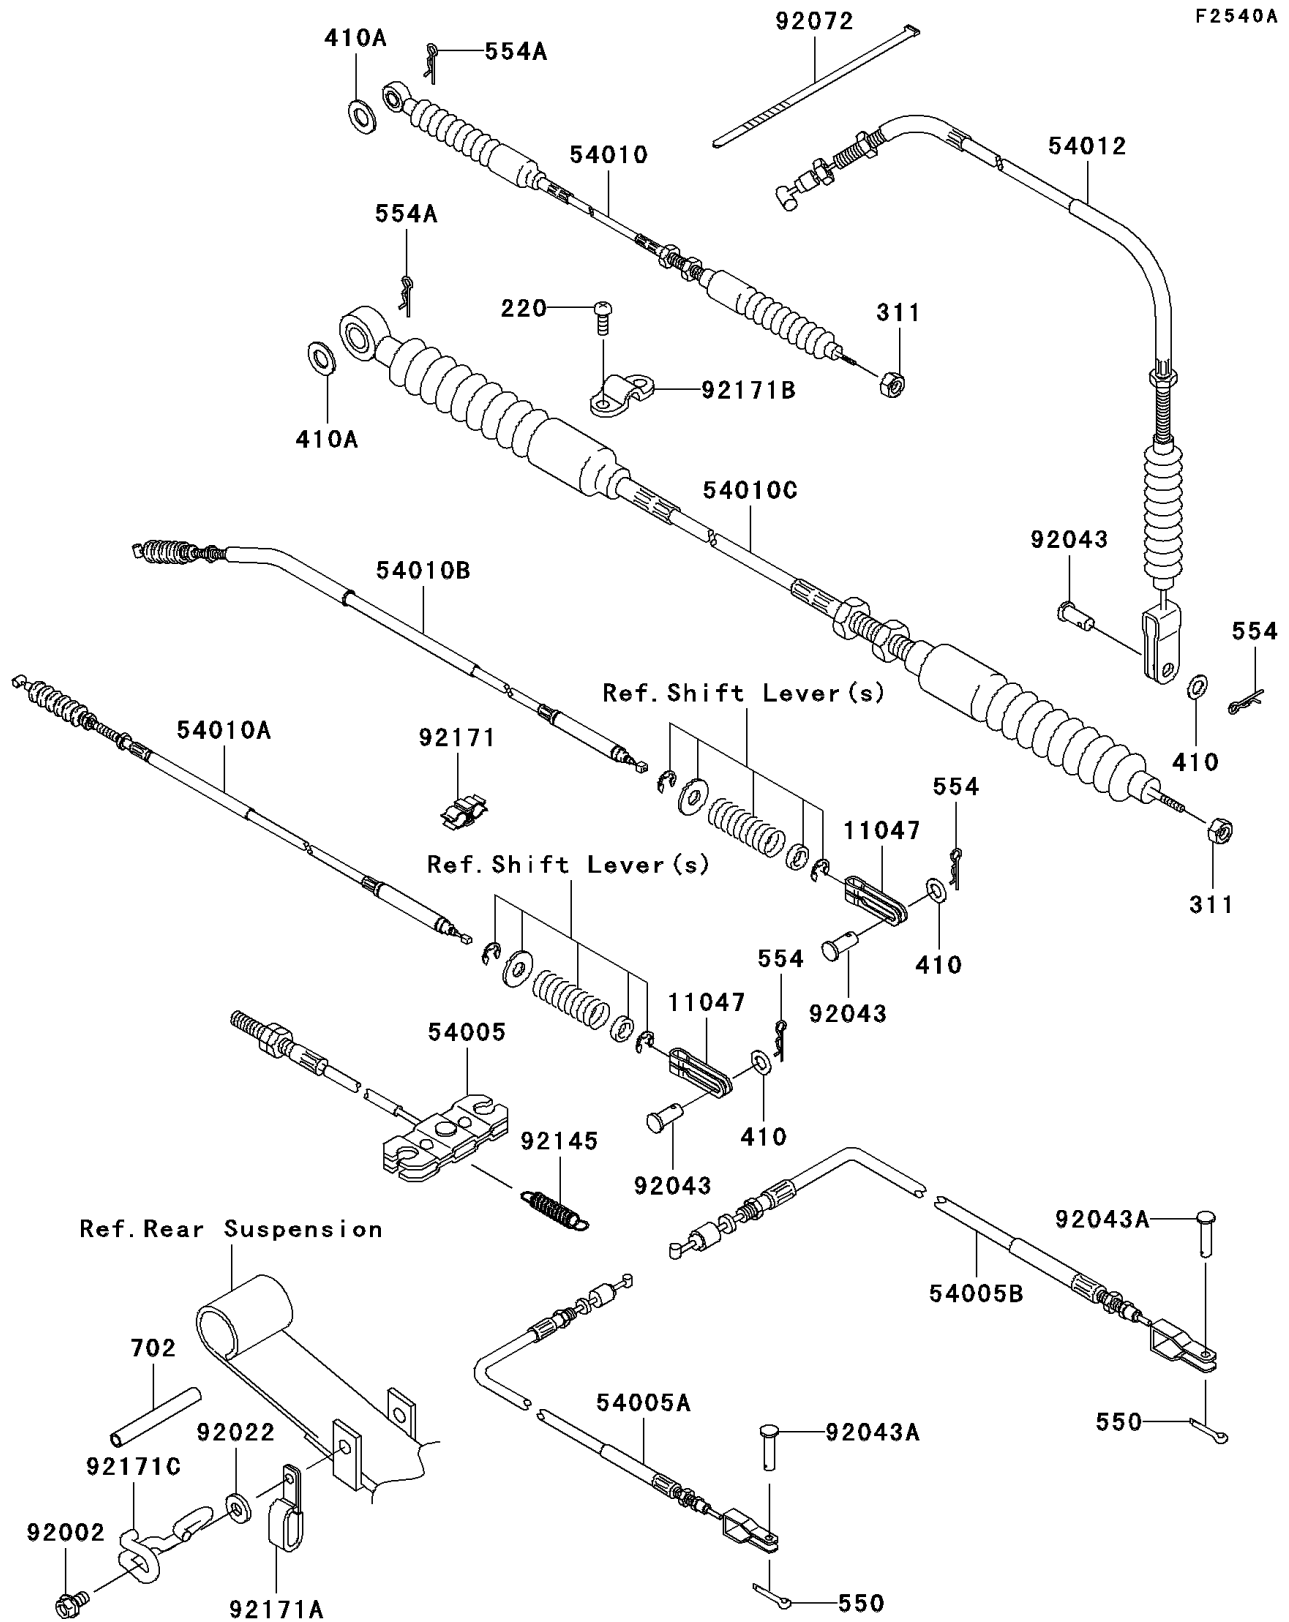 F2540A
92072
410A
554A
54010
54012
554A
220
311
92171B
410A
54010C
92043
54010B
554
Ref.Shift Lever(s)
54010A
92171
410
554
11047
Ref.Shift Lever(s)
311
410
554
92043
11047
54005
92145
410
92043
Ref.Rear Suspension
92043A
54005B
702
54005A
92022
92043A
550
92171C
92002
550
92171A